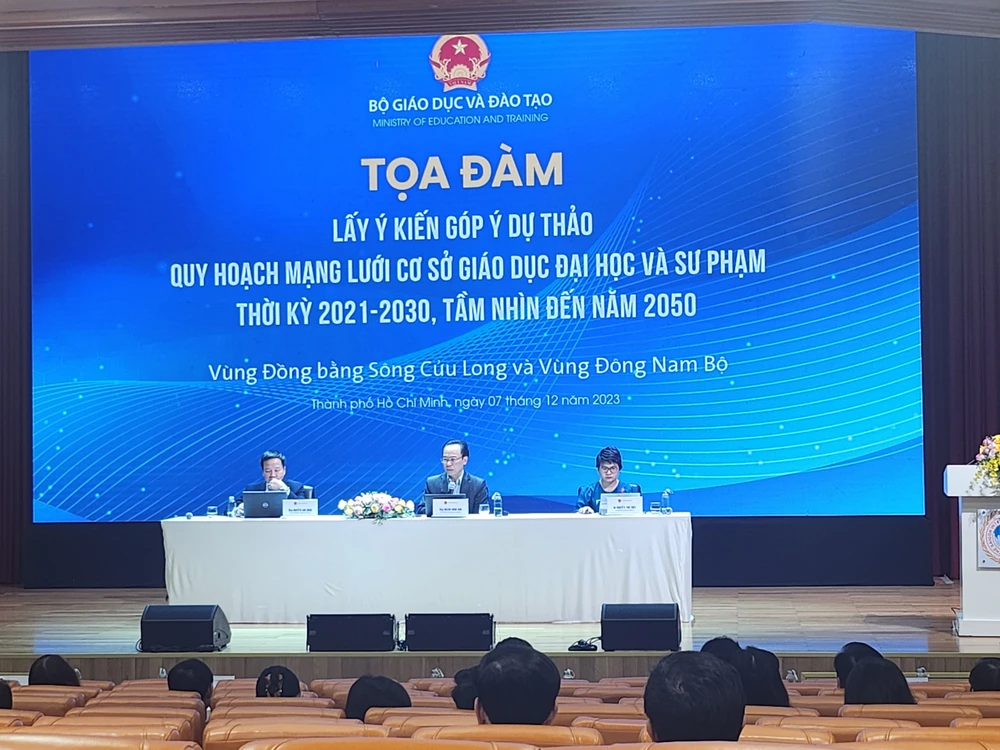 BỘ GIÁO DỤC VÀ ĐÀO TẠO
MINISTRY OF EDUCATION AND TRAINING
TỌA ĐÀM
LẤY Ý KIẾN GÓP Ý DỰ THẢO
QUY HOẠCH MẠNG LƯỚI CƠ SỞ GIÁO DỤC ĐẠI HỌC VÀ SƯ PHẠM
THỜI KỲ 2021-2030, TẦM NHÌN ĐẾN NĂM 2050
Vùng Đồng bằng Sông Cửu Long và Vùng Đông Nam Bộ
Thành phố Hồ Chí Minh, ngày 07 tháng 12 năm 2023